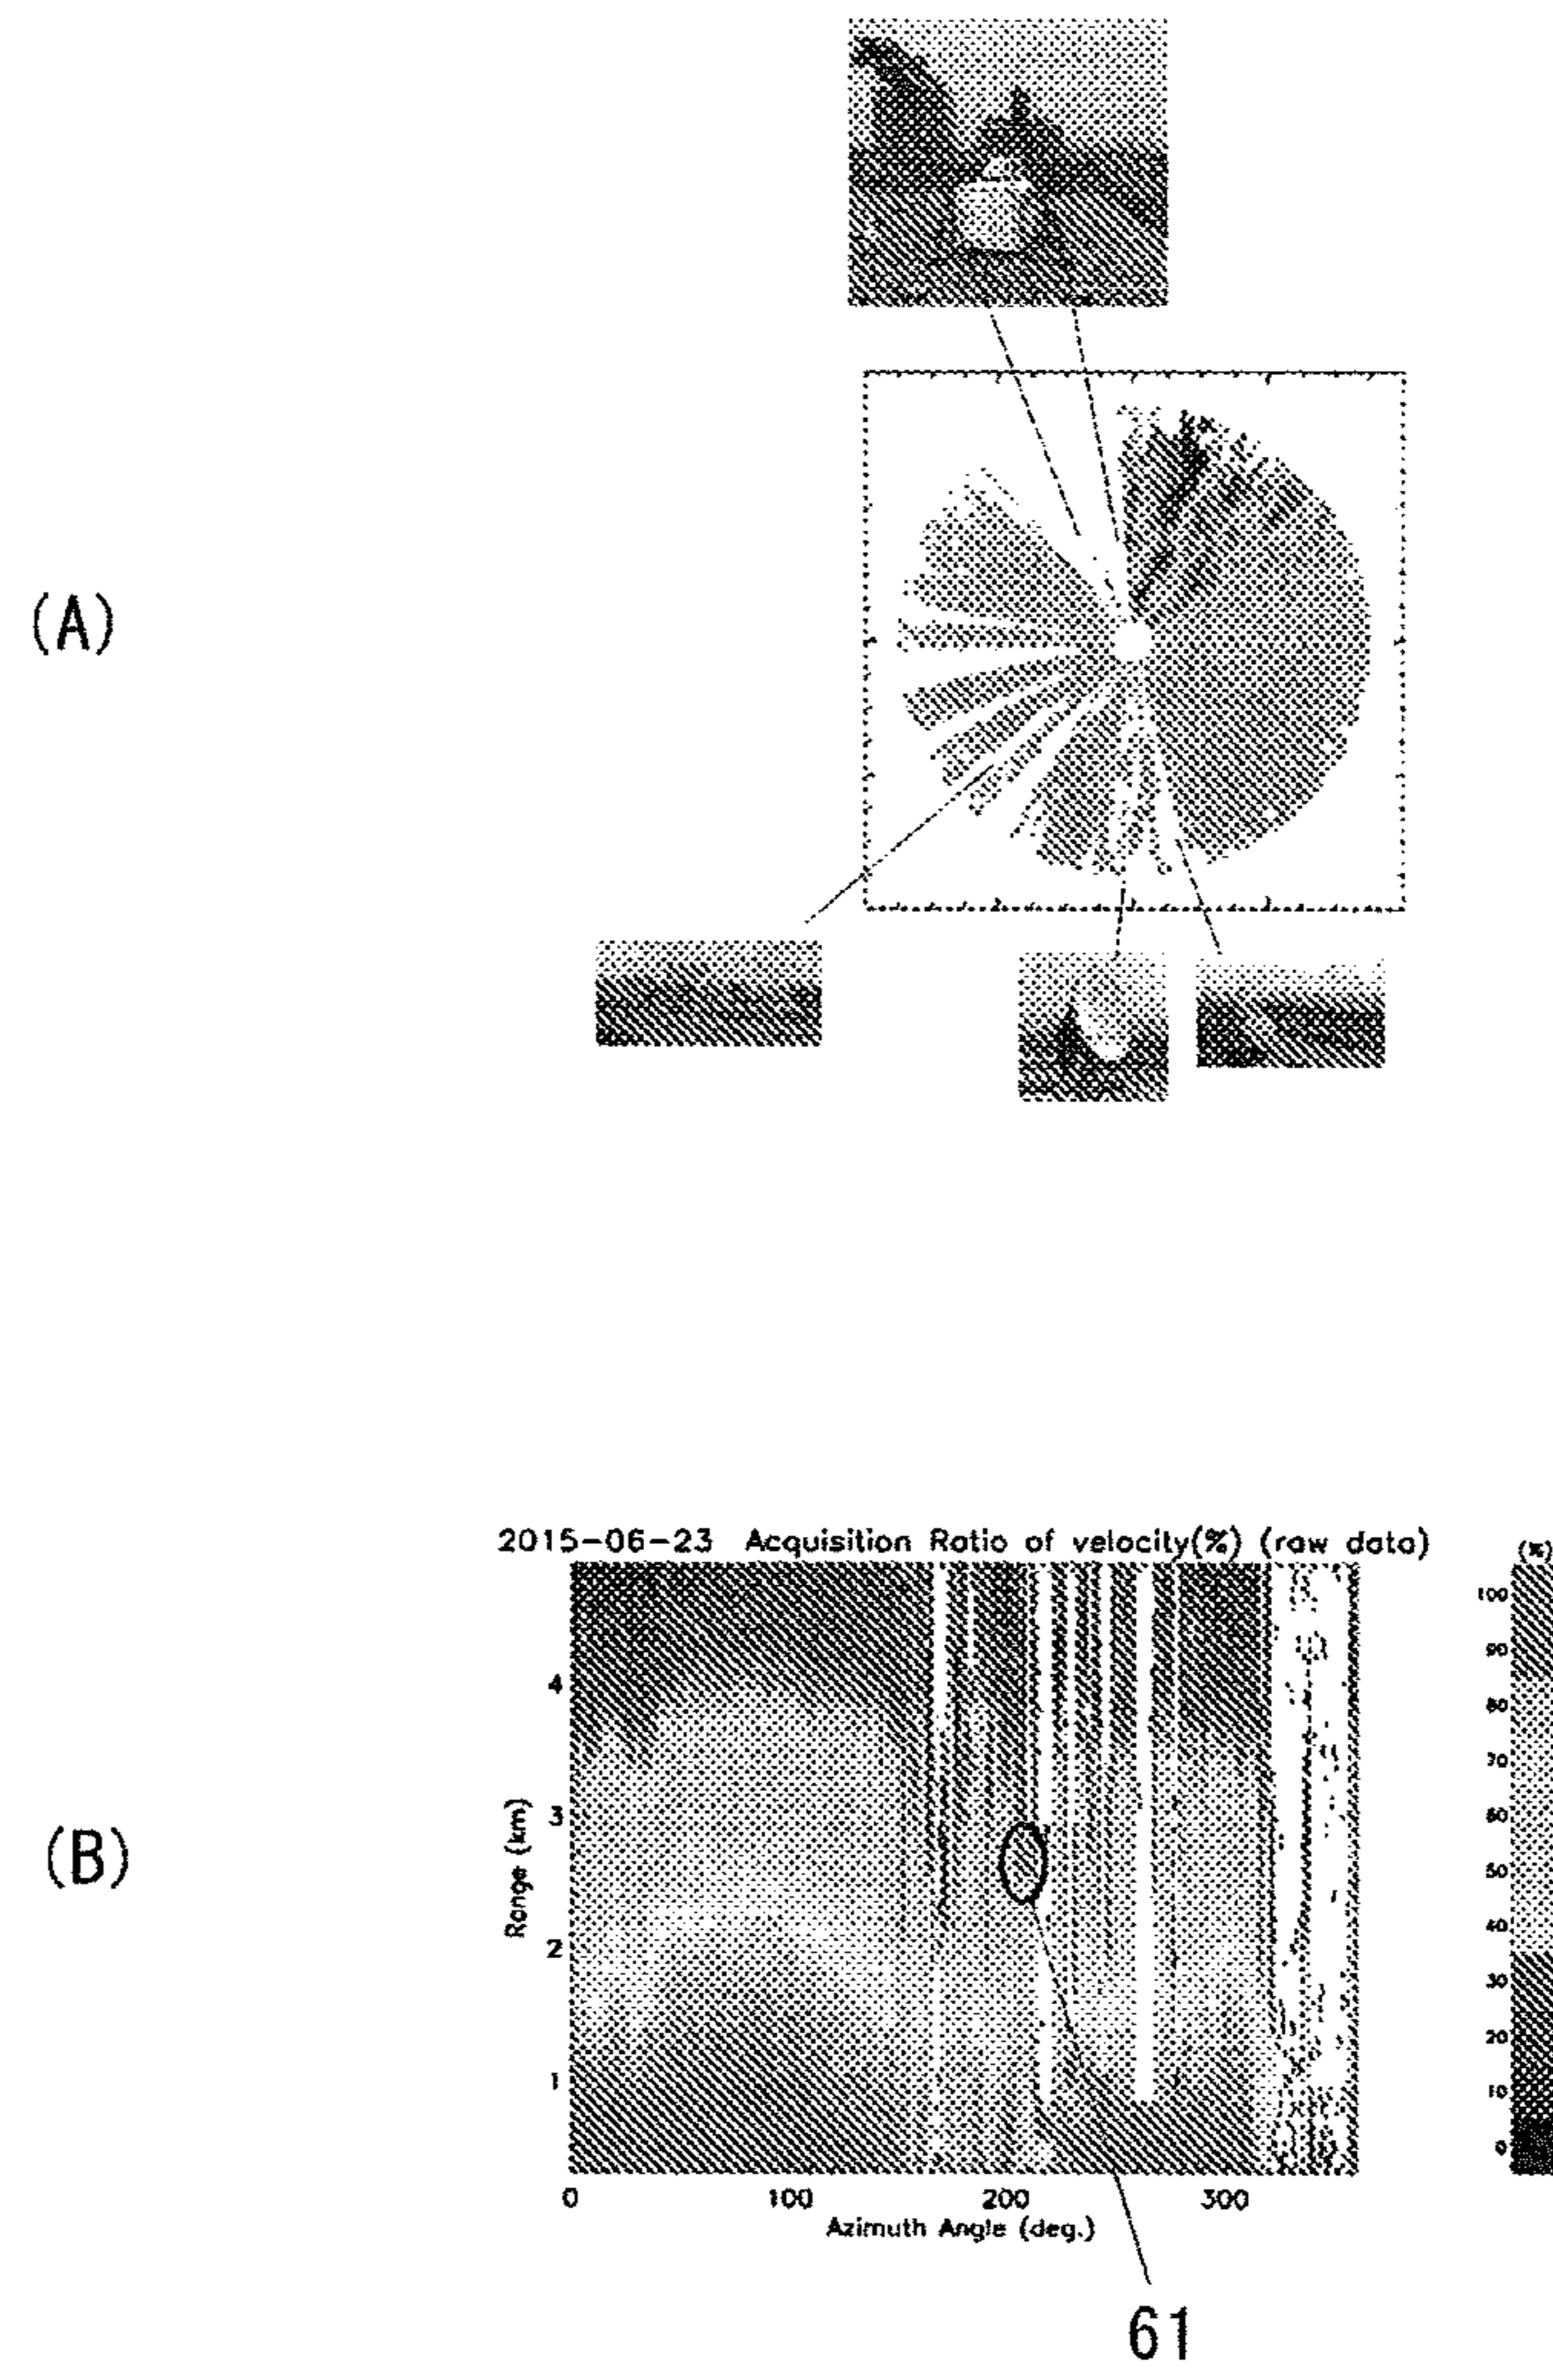 (A)
2015-06-23 Acquisition Ratio of velocity(%) (raw data)
(%)
100
90
80
70
60
50
40
30
20
10
0
4
3
2
1
Range (km)
(B)
0 100 200 300
Azimuth Angle (deg.)
61